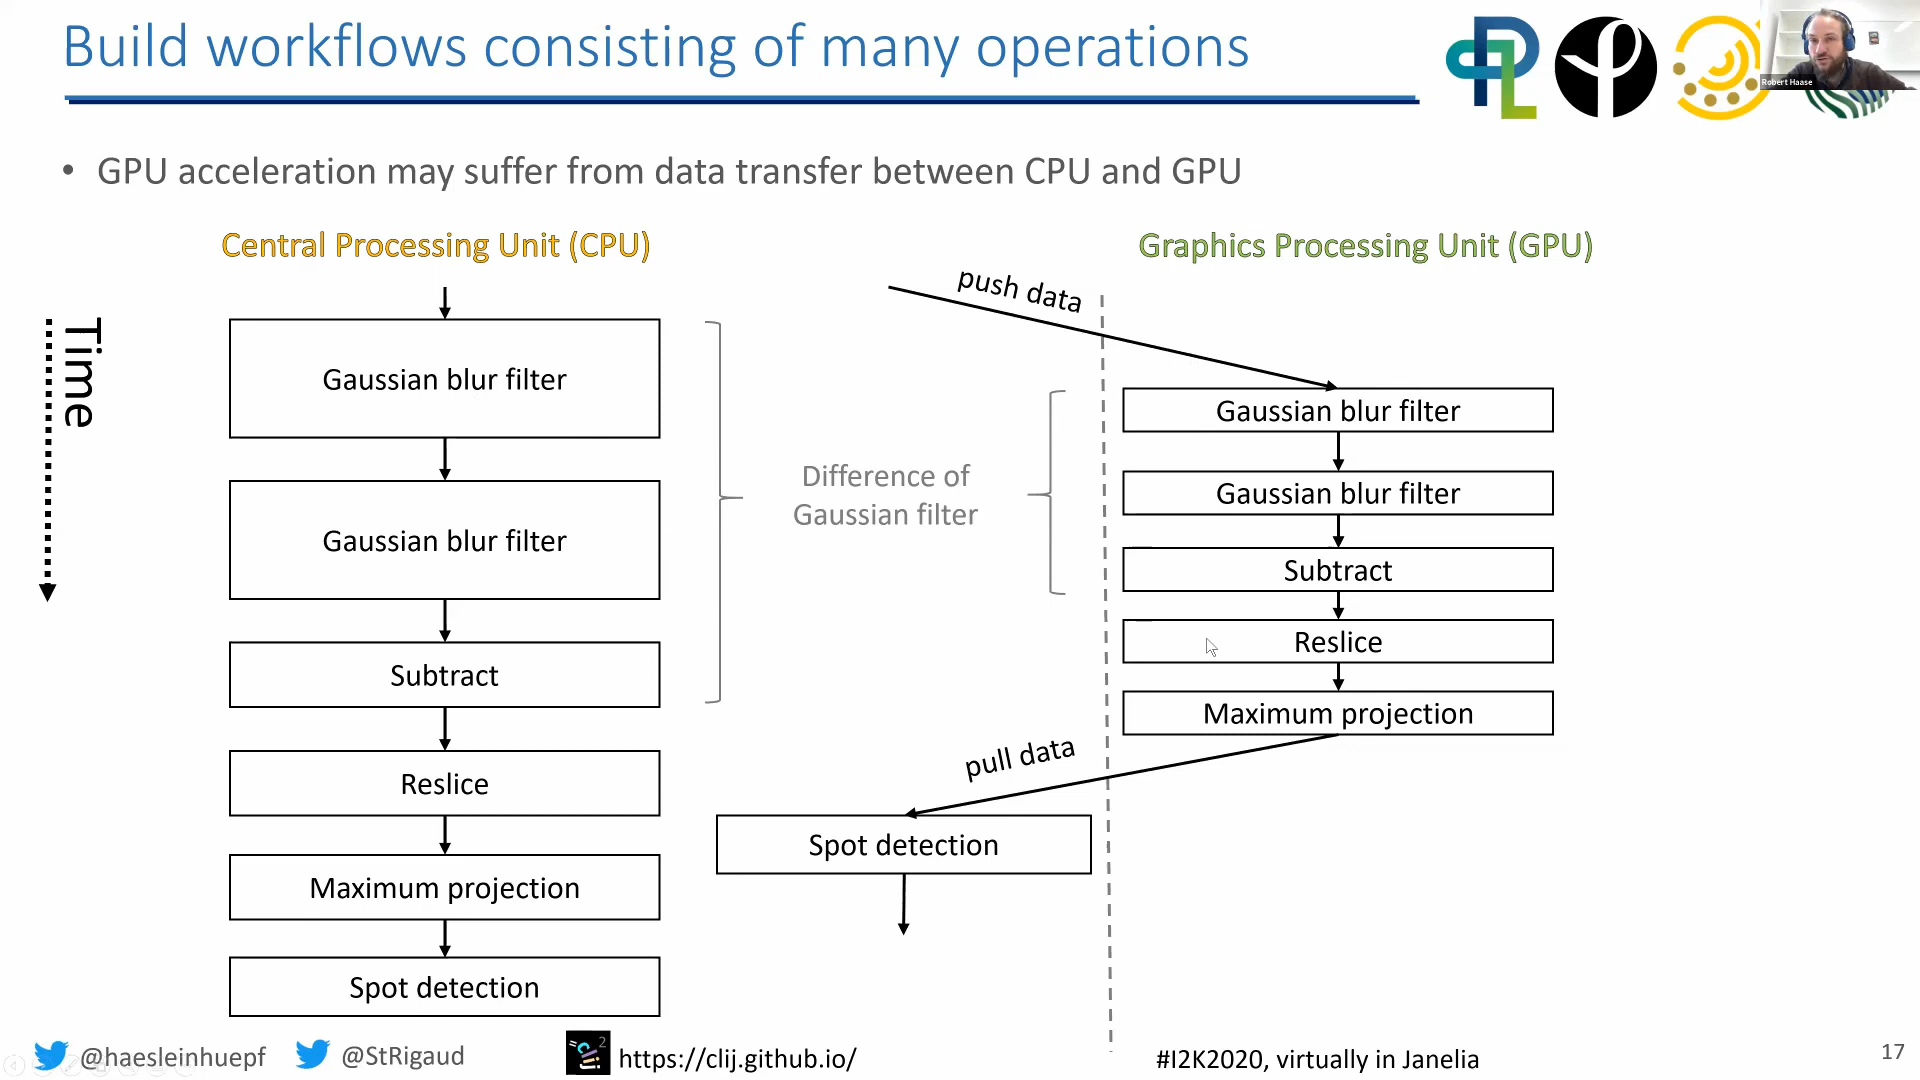 Build workflows consisting of many operations
Robert Haase
• GPU acceleration may suffer from data transfer between CPU and GPU
Central Processing Unit (CPU)
Graphics Processing Unit (GPU)
Time
Gaussian blur filter
Gaussian blur filter
Subtract
Reslice
Maximum projection
Spot detection
Difference of
Gaussian filter
push data
Gaussian blur filter
Gaussian blur filter
Subtract
Reslice
Maximum projection
pull data
Spot detection
@haesleinhuepf
@StRigaud
clij2
https://clij.github.io/
#I2K2020, virtually in Janelia
17